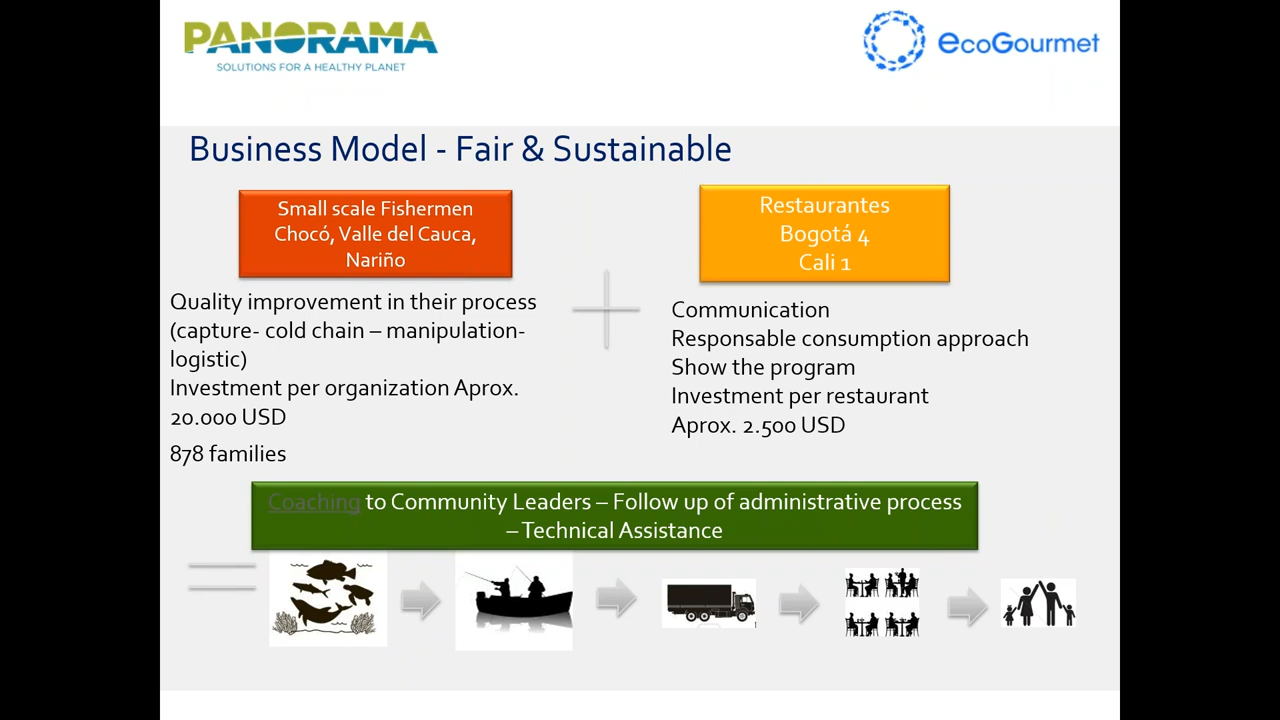 PANORAMA
SOLUTIONS FOR A HEALTHY PLANET
ecoGourmet
Business Model - Fair & Sustainable
Small scale Fishermen
Chocó, Valle del Cauca,
Nariño
Quality improvement in their process
(capture- cold chain – manipulation-
logistic)
Investment per organization Aprox.
20.000 USD
878 families
Restaurantes
Bogotá 4
Cali 1
Communication
Responsable consumption approach
Show the program
Investment per restaurant
Aprox. 2.500 USD
Coaching to Community Leaders – Follow up of administrative process
– Technical Assistance